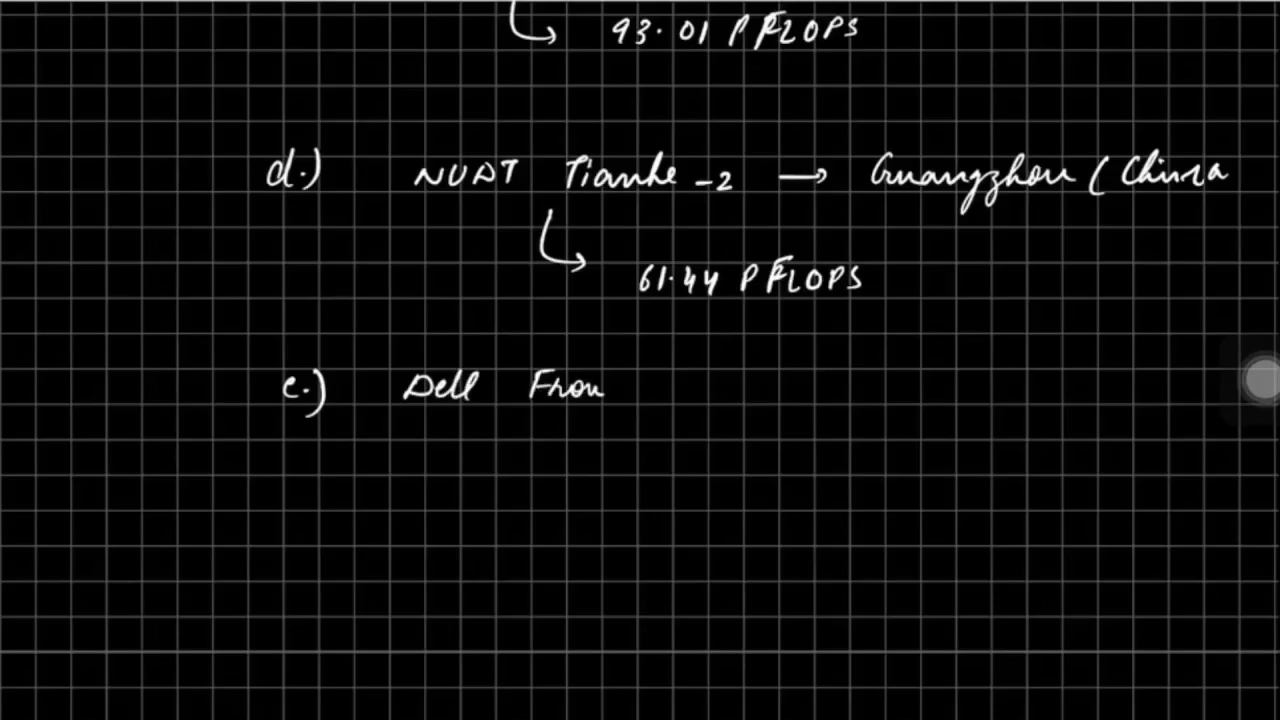 ↳ 93.01 PFLOPS
d.) NUDT Tianhe -2 → Guangzhou (China
↳ 61.44 PFLOPS
e.) Dell Fron